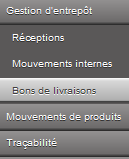 Gestion d'entrepôt
Réceptions
Mouvements internes
Bons de livraisons
Mouvements de produits
Traçabilité